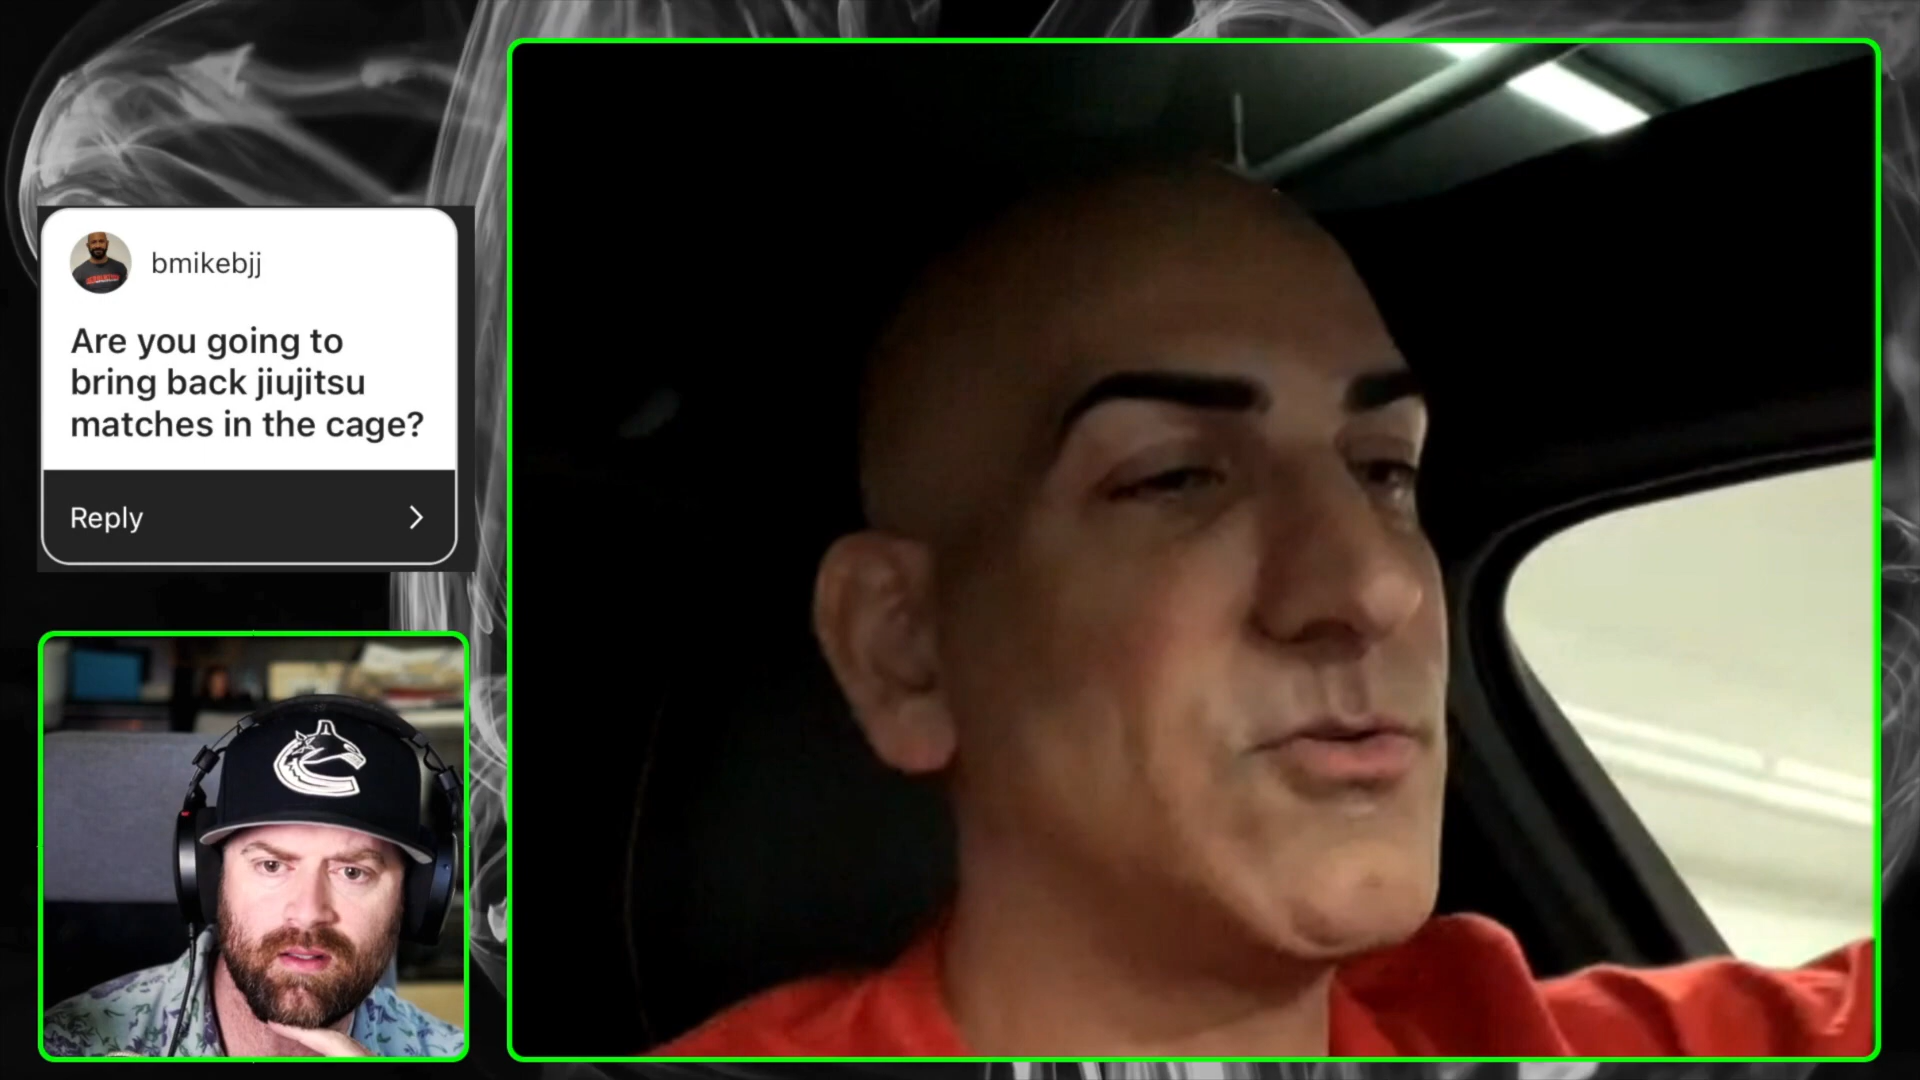 bmikebjj
Are you going to
bring back jiujitsu
matches in the cage?
Reply